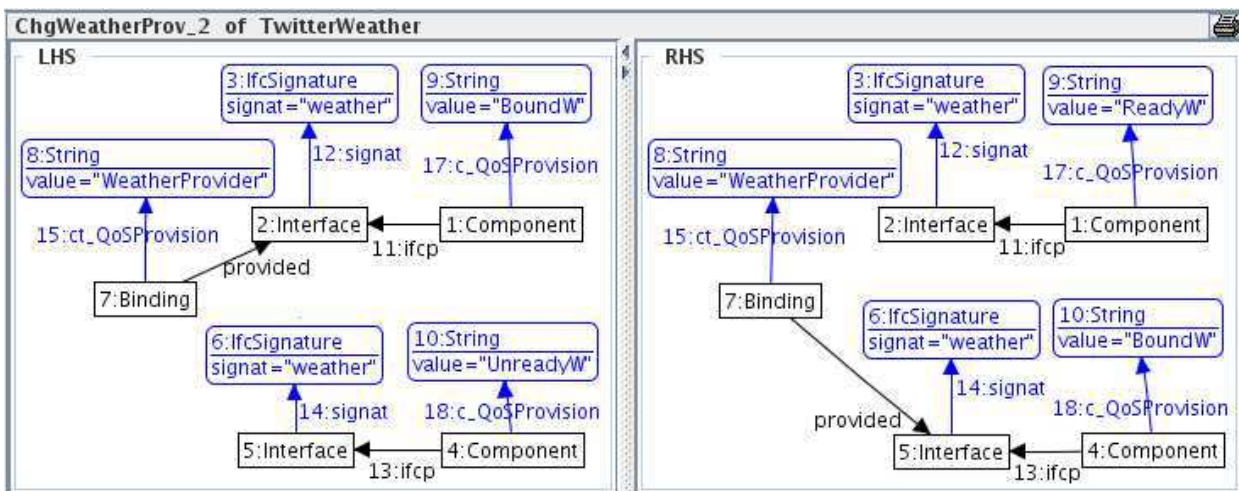 ChgWeatherProv_2 of TwitterWeather
LHS
3:IfcSignature
signat="weather"
9:String
value="BoundW"
12:signat
17:c_QoSProvision
8:String
value="WeatherProvider"
2:Interface
1:Component
15:ct_QoSProvision
11:ifcp
provided
7:Binding
6:IfcSignature
signat="weather"
10:String
value="UnreadyW"
14:signat
18:c_QoSProvision
5:Interface
4:Component
13:ifcp
RHS
3:IfcSignature
signat="weather"
9:String
value="ReadyW"
12:signat
17:c_QoSProvision
8:String
value="WeatherProvider"
2:Interface
1:Component
15:ct_QoSProvision
11:ifcp
7:Binding
6:IfcSignature
signat="weather"
10:String
value="BoundW"
14:signat
18:c_QoSProvision
provided
5:Interface
4:Component
13:ifcp